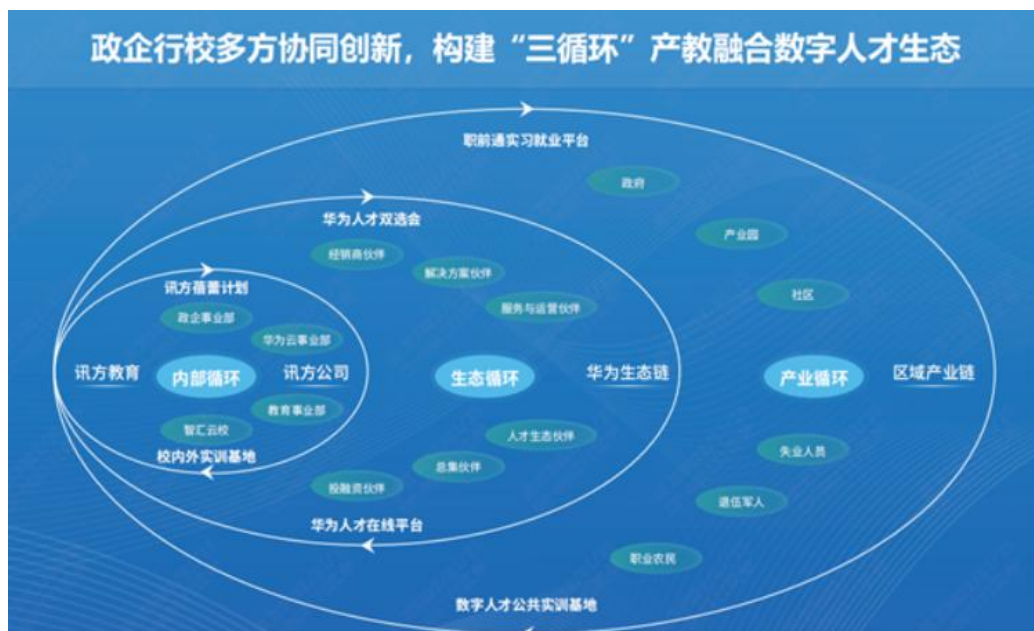 政企行校多方协同创新，构建“三循环”产教融合数字人才生态
职前通实习就业平台
政府
华为人才双选会
产业园
经销商伙伴
解决方案伙伴
讯方蓓蕾计划
社区
服务与运营伙伴
政企事业部
华为云事业部
讯方教育
内部循环
讯方公司
生态循环
华为生态链
产业循环
区域产业链
教育事业部
智汇云校
人才生态伙伴
校内外实训基地
总集伙伴
失业人员
投融资伙伴
退伍军人
华为人才在线平台
职业农民
数字人才公共实训基地